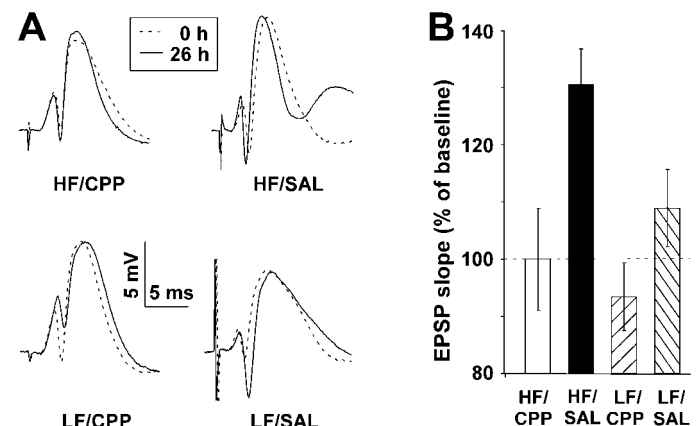 A
0 h
26 h
HF/CPP
HF/SAL
5 mV
5 ms
LF/CPP
LF/SAL
B
EPSP slope (% of baseline)
140
130
120
100
80
HF/
CPP
HF/
SAL
LF/
CPP
LF/
SAL